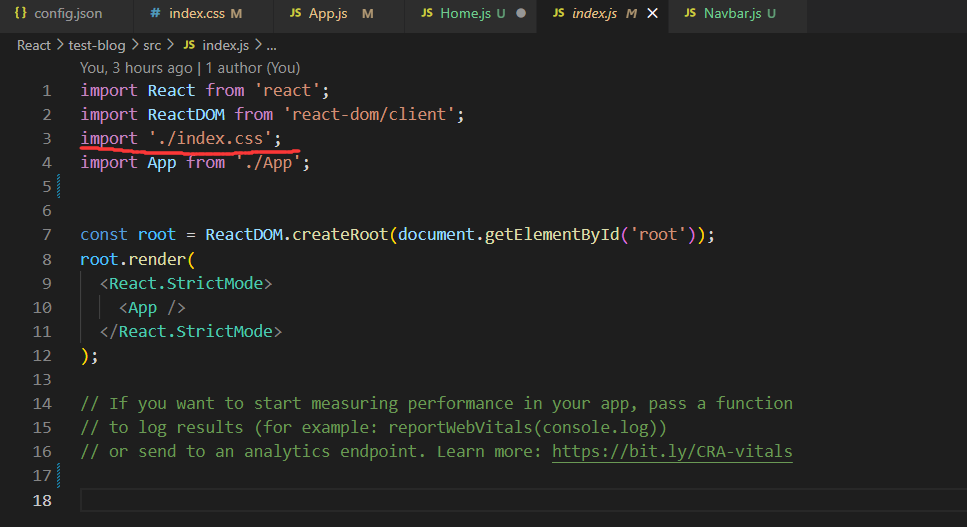 {} config.json # index.css M JS App.js M JS Home.js U JS index.js M JS Navbar.js U
React > test-blog > src > JS index.js > ...
You, 3 hours ago | 1 author (You)
1 import React from 'react';
2 import ReactDOM from 'react-dom/client';
3 import './index.css';
4 import App from './App';
5
6
7 const root = ReactDOM.createRoot(document.getElementById('root'));
8 root.render(
9 <React.StrictMode>
10 <App />
11 </React.StrictMode>
12 );
13
14 // If you want to start measuring performance in your app, pass a function
15 // to log results (for example: reportWebVitals(console.log))
16 // or send to an analytics endpoint. Learn more: https://bit.ly/CRA-vitals
17
18